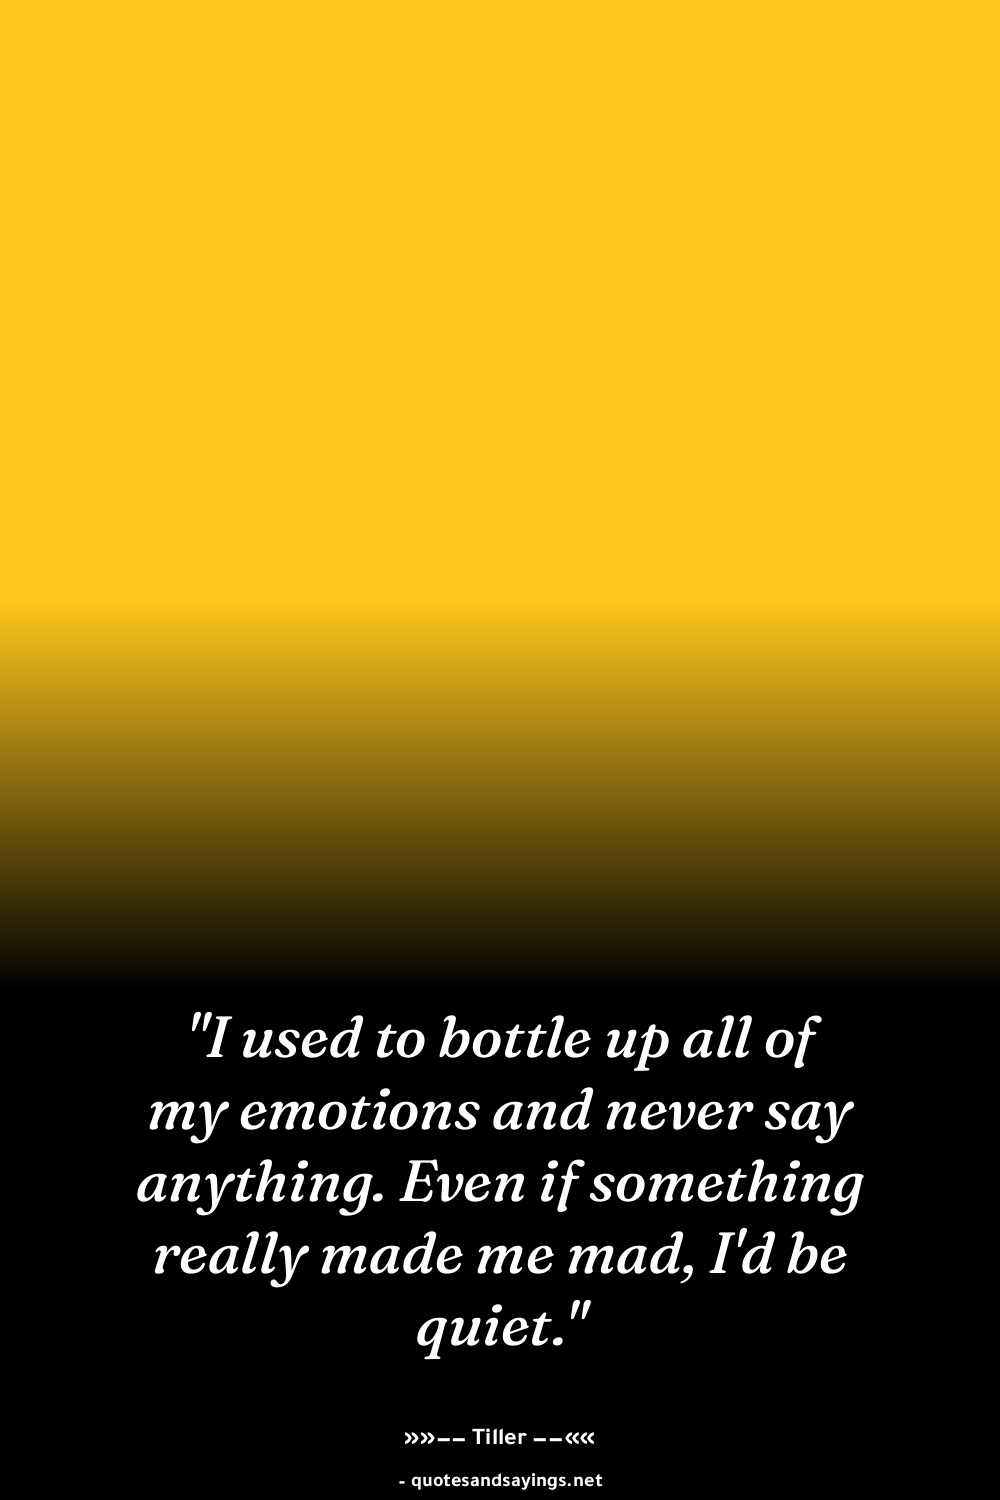 "I used to bottle up all of
my emotions and never say
anything. Even if something
really made me mad, I'd be
quiet."
»»–– Tiller ––««
- quotesandsayings.net